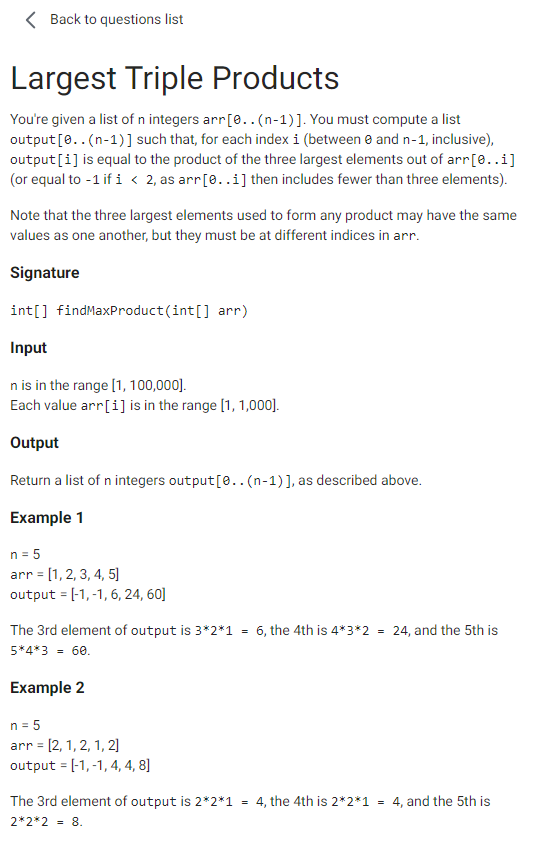 Back to questions list
Largest Triple Products
You're given a list of n integers arr[0..(n-1)]. You must compute a list
output[0..(n-1)] such that, for each index i (between 0 and n-1, inclusive),
output[i] is equal to the product of the three largest elements out of arr[0..i]
(or equal to -1 if i < 2, as arr[0..i] then includes fewer than three elements).
Note that the three largest elements used to form any product may have the same
values as one another, but they must be at different indices in arr.
Signature
int[] findMaxProduct(int[] arr)
Input
n is in the range [1, 100,000].
Each value arr[i] is in the range [1, 1,000].
Output
Return a list of n integers output[0..(n-1)], as described above.
Example 1
n = 5
arr = [1, 2, 3, 4, 5]
output = [-1, -1, 6, 24, 60]
The 3rd element of output is 3*2*1 = 6, the 4th is 4*3*2 = 24, and the 5th is
5*4*3 = 60.
Example 2
n = 5
arr = [2, 1, 2, 1, 2]
output = [-1, -1, 4, 4, 8]
The 3rd element of output is 2*2*1 = 4, the 4th is 2*2*1 = 4, and the 5th is
2*2*2 = 8.